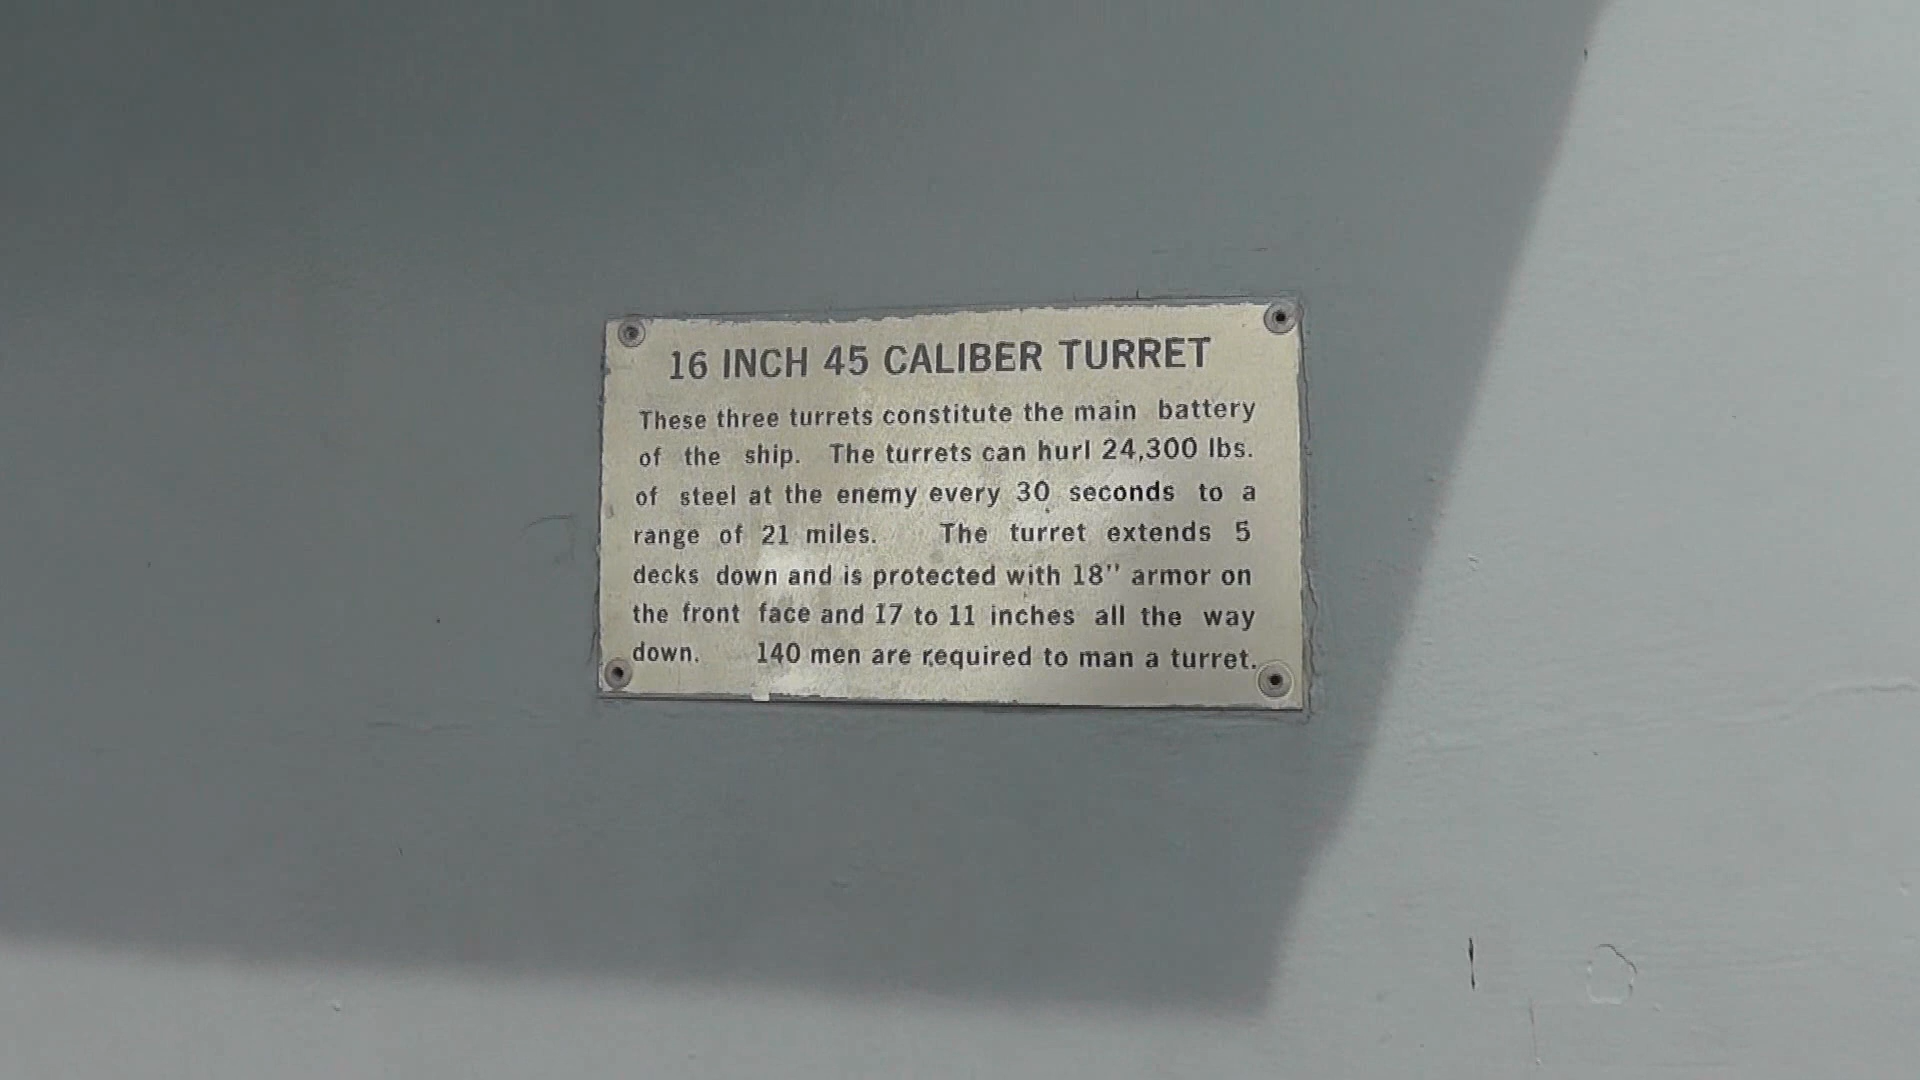 16 INCH 45 CALIBER TURRET
These three turrets constitute the main battery
of the ship. The turrets can hurl 24,300 lbs.
of steel at the enemy every 30 seconds to a
range of 21 miles. The turret extends 5
decks down and is protected with 18" armor on
the front face and 17 to 11 inches all the way
down. 140 men are required to man a turret.